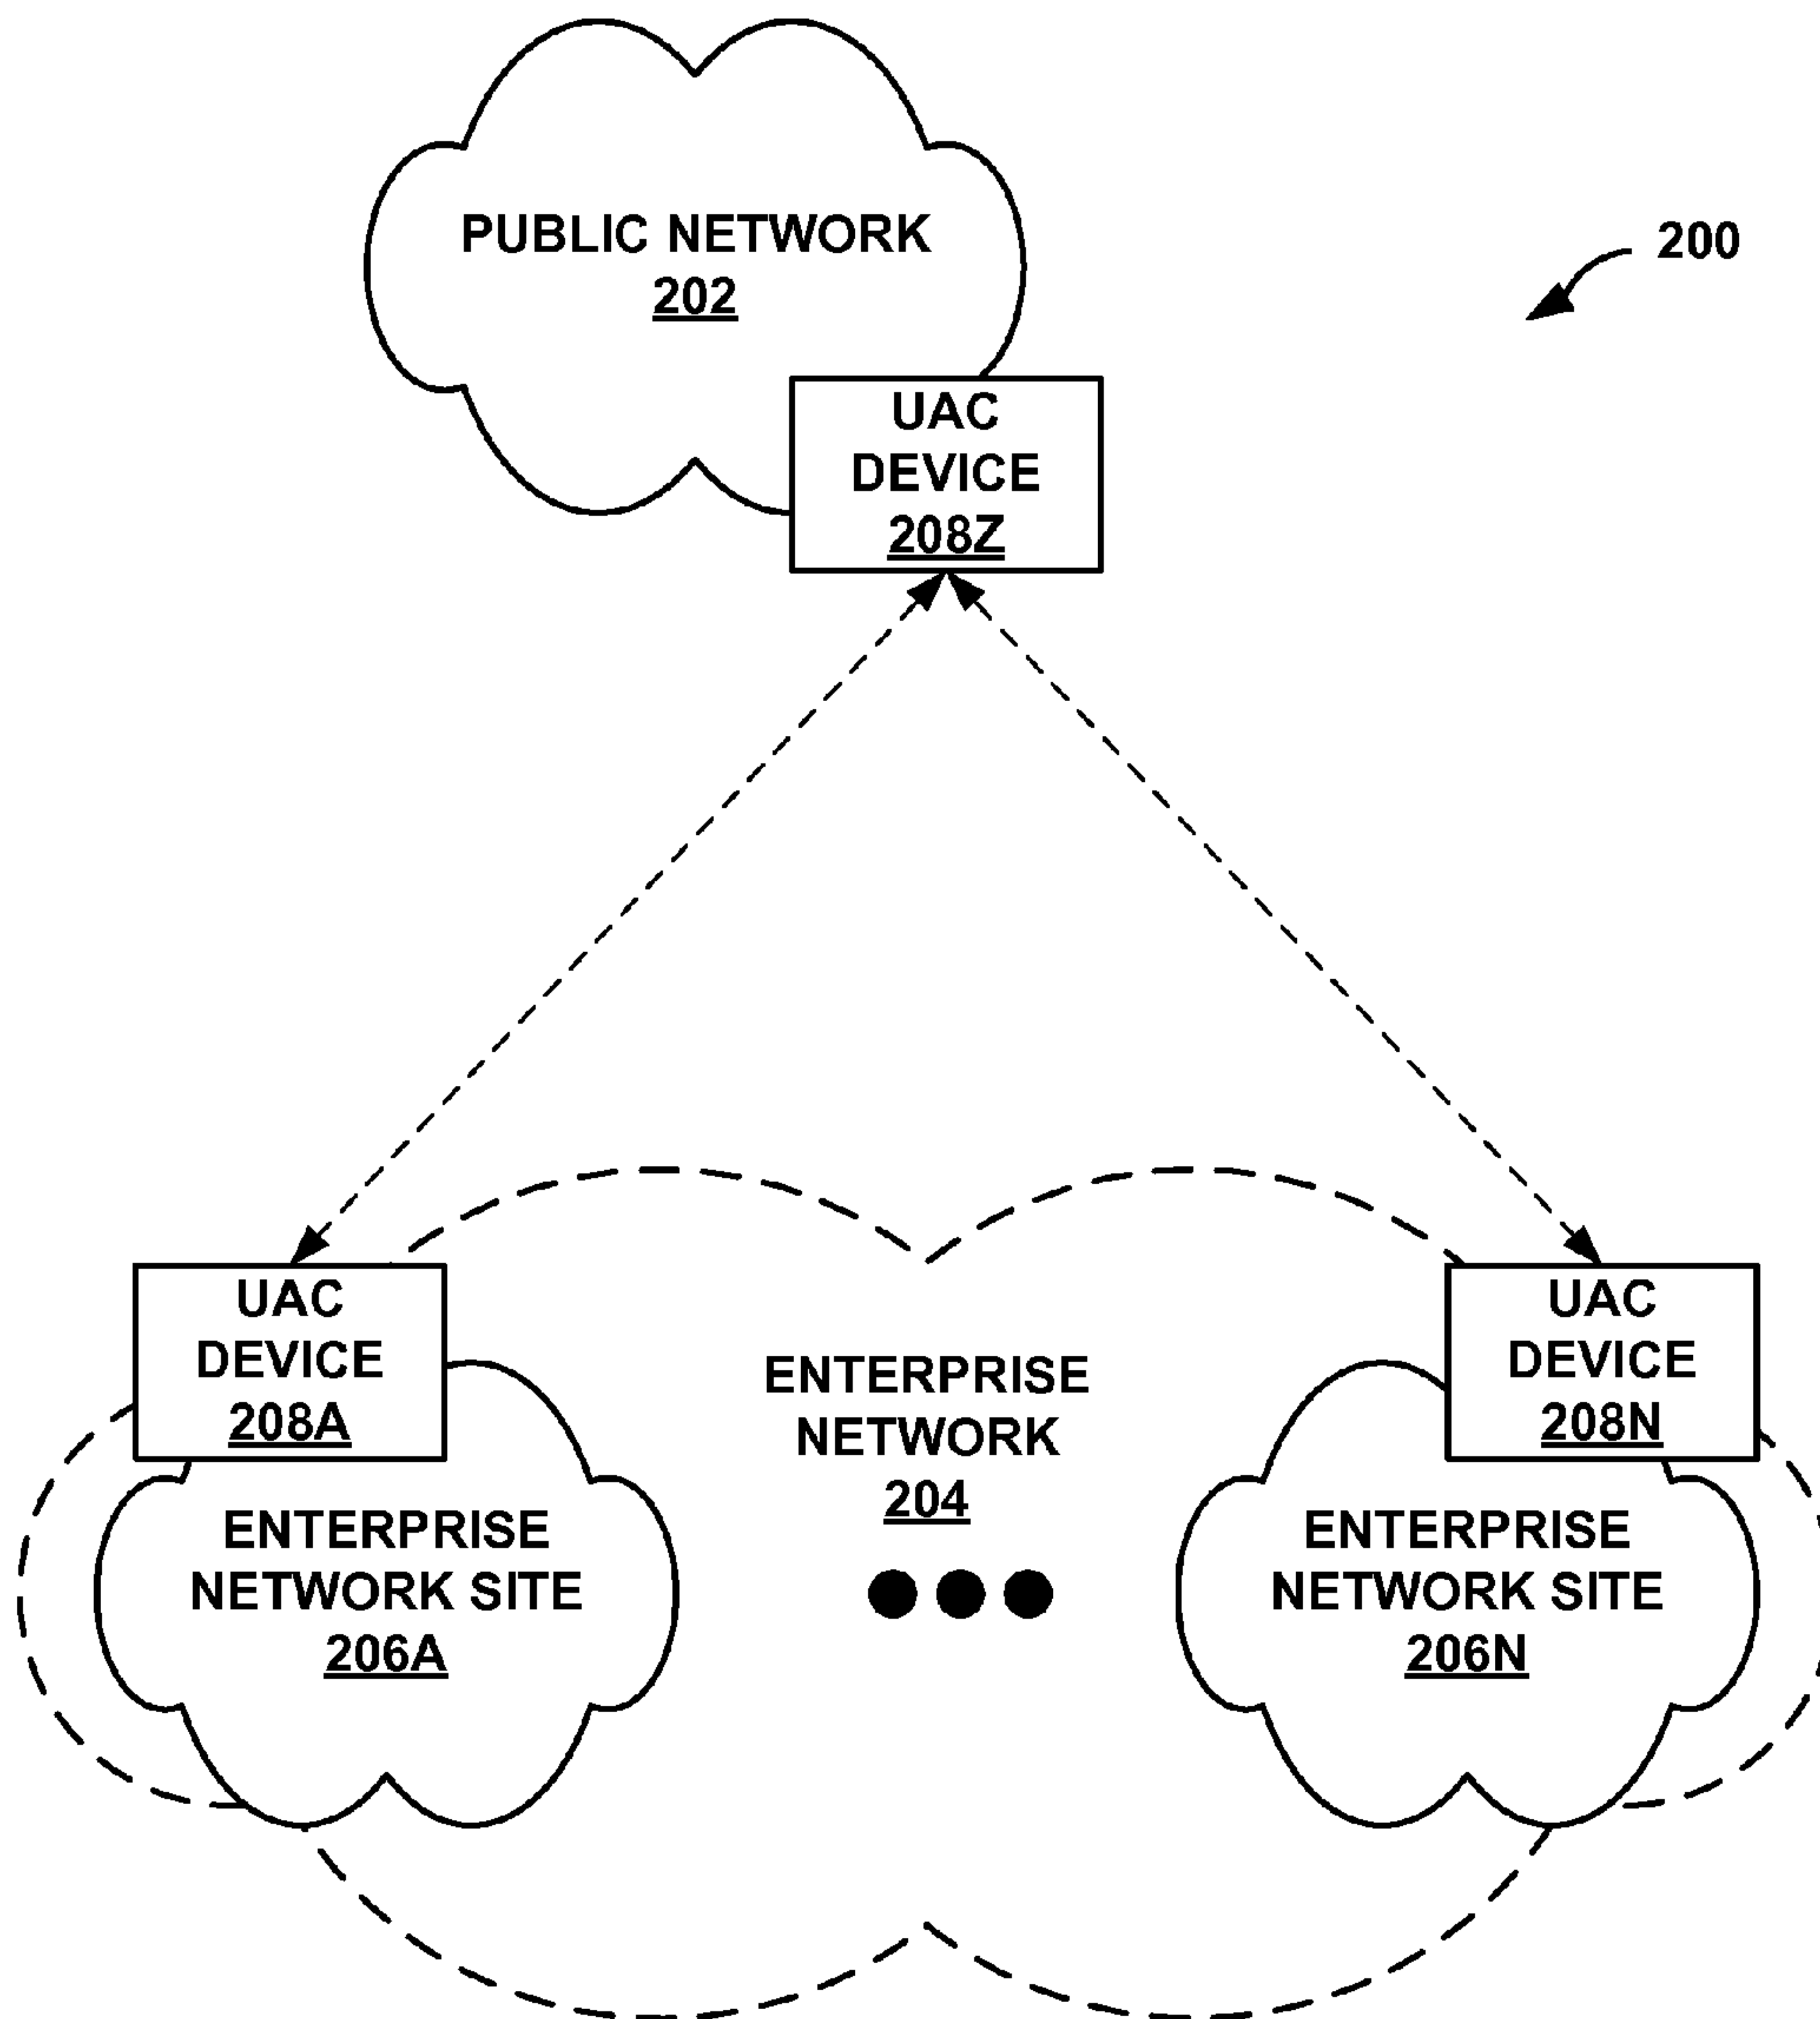 PUBLIC NETWORK
202
200
UAC
DEVICE
208Z
UAC
DEVICE
208A
ENTERPRISE
NETWORK
204
UAC
DEVICE
208N
ENTERPRISE
NETWORK SITE
206A
ENTERPRISE
NETWORK SITE
206N